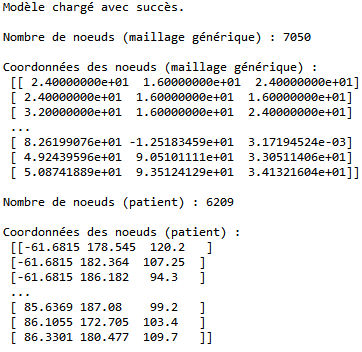 Modèle chargé avec succès.
Nombre de noeuds (maillage générique) : 7050
Coordonnées des noeuds (maillage générique) :
[[ 2.40000000e+01  1.60000000e+01  2.40000000e+01]
[ 2.40000000e+01  1.60000000e+01  1.60000000e+01]
[ 3.20000000e+01  1.60000000e+01  2.40000000e+01]
...
[ 8.26199076e+01 -1.25183459e+01  3.17194524e-03]
[ 4.92439596e+01  9.05101111e+01  3.30511406e+01]
[ 5.08741889e+01  9.35124129e+01  3.41321604e+01]]
Nombre de noeuds (patient) : 6209
Coordonnées des noeuds (patient) :
[[-61.6815 178.545  120.2   ]
[-61.6815 182.364  107.25  ]
[-61.6815 186.182   94.3   ]
...
[ 85.6369 187.08    99.2   ]
[ 86.1055 172.705  103.4   ]
[ 86.3301 180.477  109.7   ]]